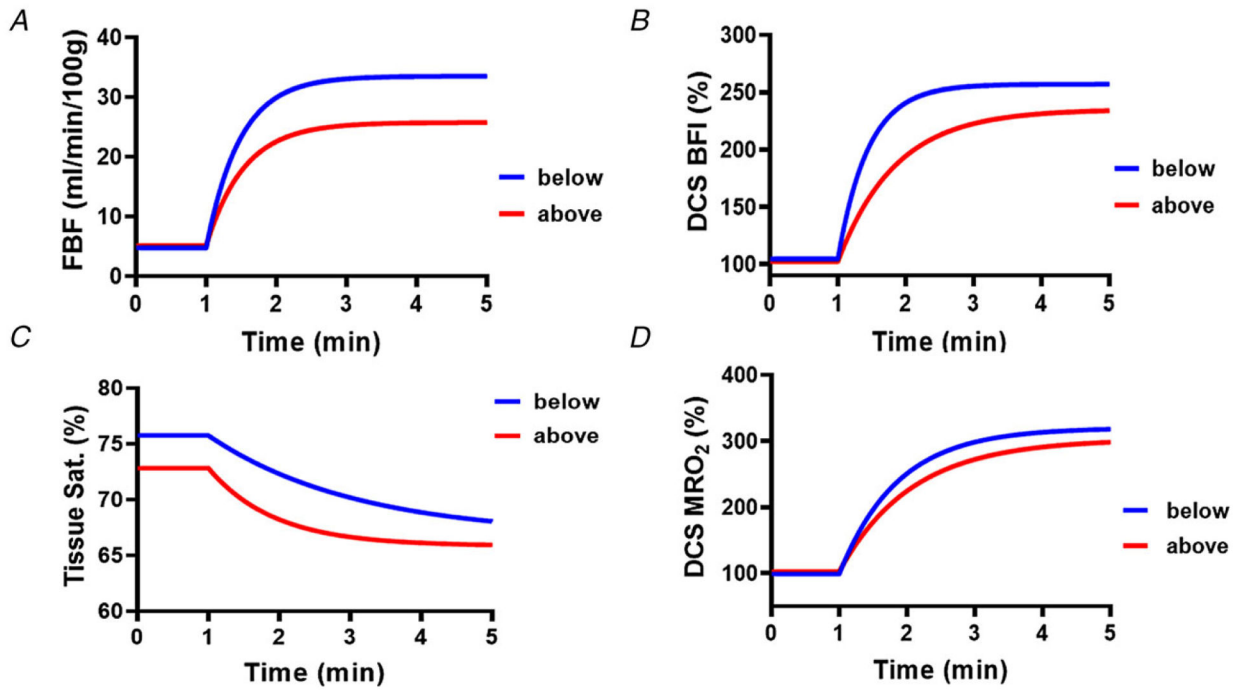 A
FBF (ml/min/100g)
40
30
20
10
0
0 1 2 3 4 5
Time (min)
below
above
B
DCS BFI (%)
300
250
200
150
100
0 1 2 3 4 5
Time (min)
below
above
C
Tissue Sat. (%)
80
75
70
65
60
0 1 2 3 4 5
Time (min)
below
above
D
DCS MRO₂ (%)
400
300
200
100
0 1 2 3 4 5
Time (min)
below
above